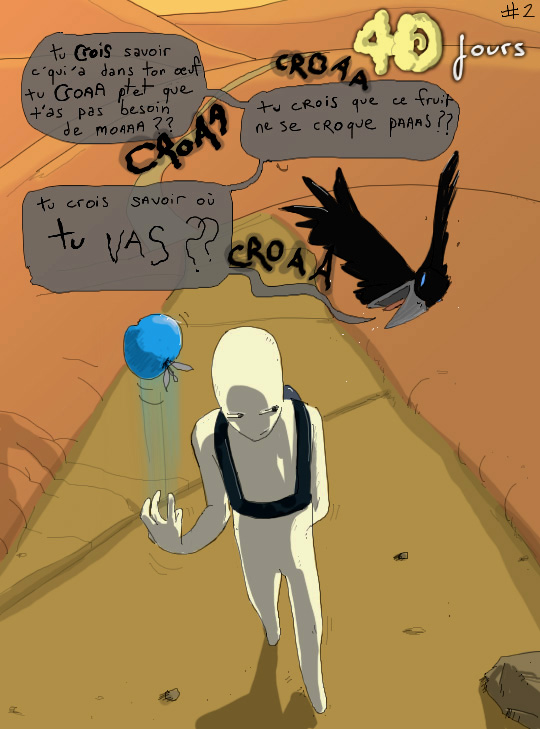 #2
40 jours
tu crois savoir
c'qui'a dans ton œuf
tu CROAA ptet que
t'as pas besoin
de MOAAA ??
CROAA
tu crois que ce fruit
ne se croque PAAAS??
CROAA
tu crois savoir où
tu VAS ??
CROAA